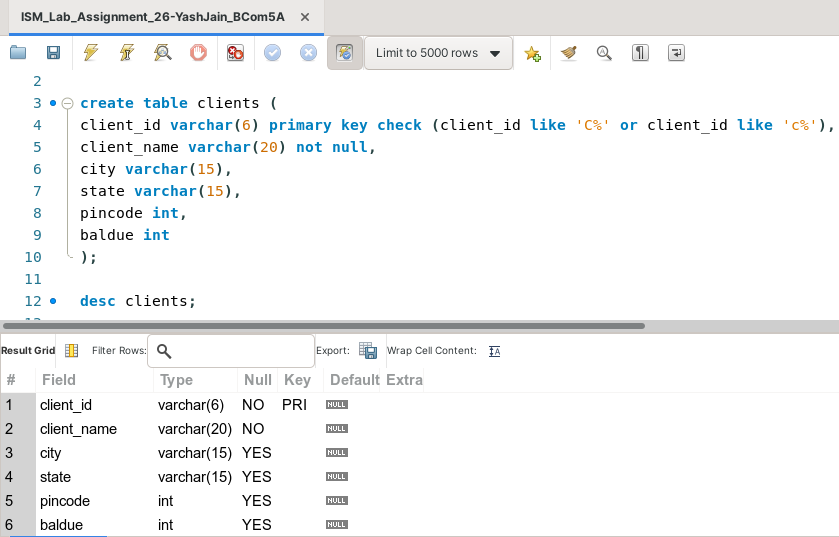 ISM_Lab_Assignment_26-YashJain_BCom5A ×
Limit to 5000 rows
2
3 create table clients (
4 client_id varchar(6) primary key check (client_id like 'C%' or client_id like 'c%'),
5 client_name varchar(20) not null,
6 city varchar(15),
7 state varchar(15),
8 pincode int,
9 baldue int
10 );
11
12 desc clients;
Result Grid Filter Rows: Export: Wrap Cell Content:
# Field Type Null Key Default Extra
1 client_id varchar(6) NO PRI NULL
2 client_name varchar(20) NO NULL
3 city varchar(15) YES NULL
4 state varchar(15) YES NULL
5 pincode int YES NULL
6 baldue int YES NULL